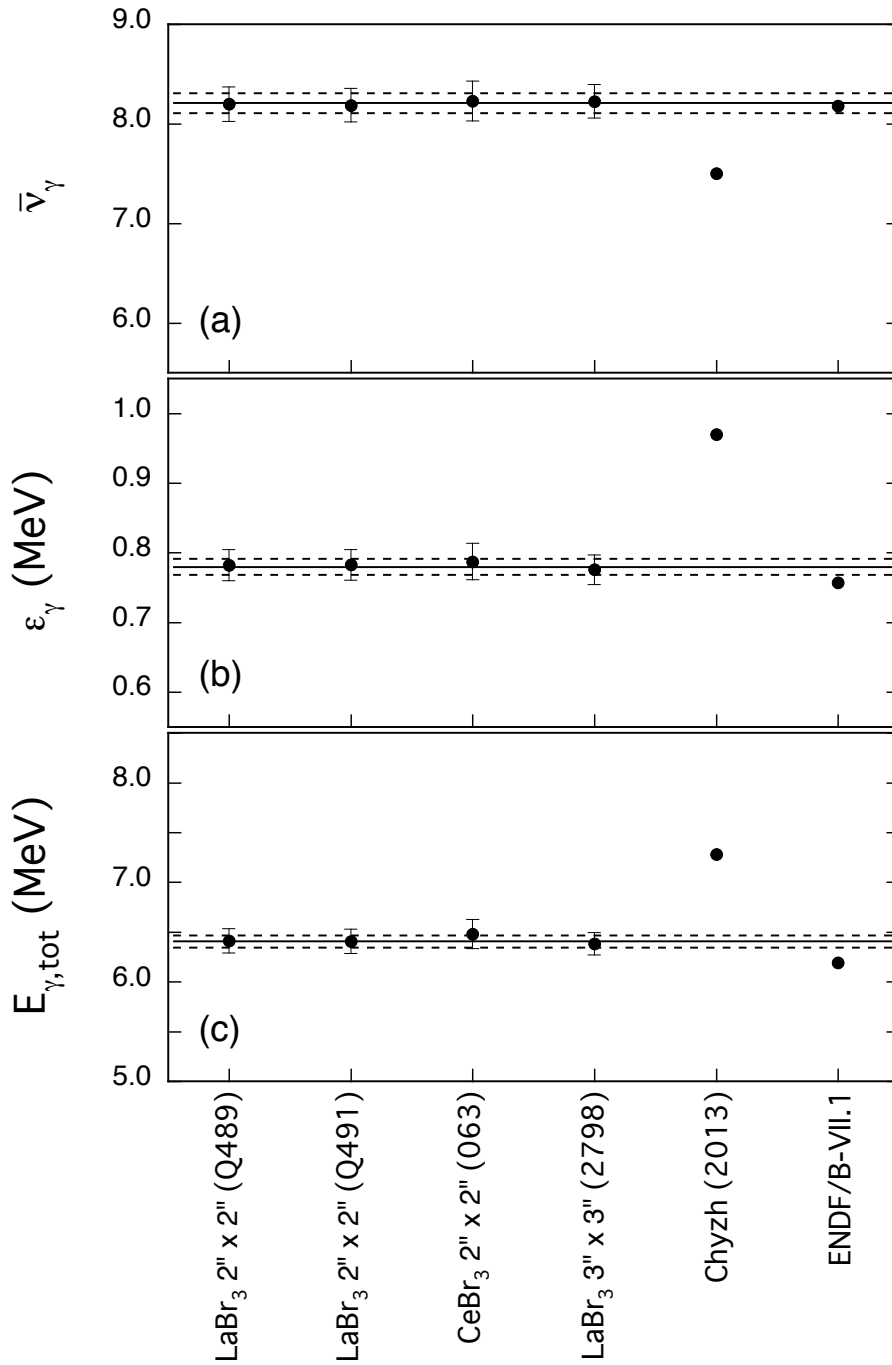 9.0
8.0
7.0
6.0
ν̅γ
(a)
1.0
0.9
0.8
0.7
0.6
εγ (MeV)
(b)
8.0
7.0
6.0
5.0
Eγ,tot (MeV)
(c)
LaBr3 2" x 2" (Q489)
LaBr3 2" x 2" (Q491)
CeBr3 2" x 2" (063)
LaBr3 3" x 3" (2798)
Chyzh (2013)
ENDF/B-VII.1